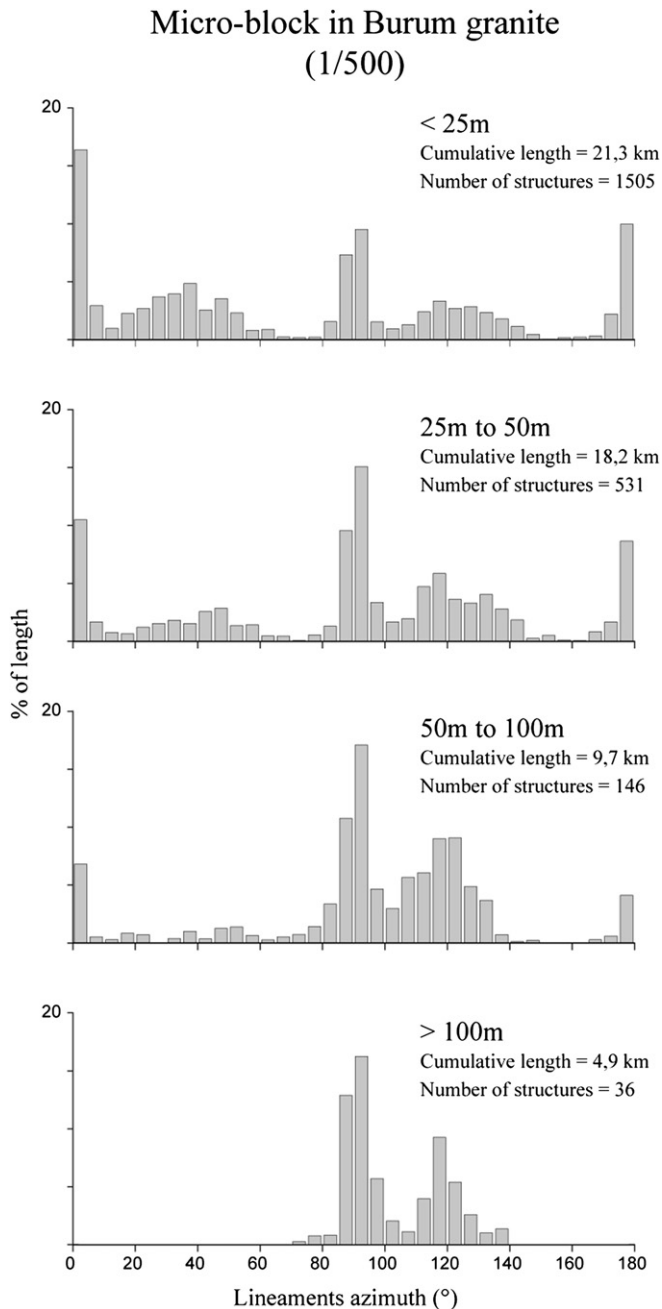 Micro-block in Burum granite
(1/500)
20
< 25m
Cumulative length = 21,3 km
Number of structures = 1505
180
20
25m to 50m
Cumulative length = 18,2 km
Number of structures = 531
180
% of length
20
50m to 100m
Cumulative length = 9,7 km
Number of structures = 146
180
20
> 100m
Cumulative length = 4,9 km
Number of structures = 36
0 20 40 60 80 100 120 140 160 180
Lineaments azimuth (°)